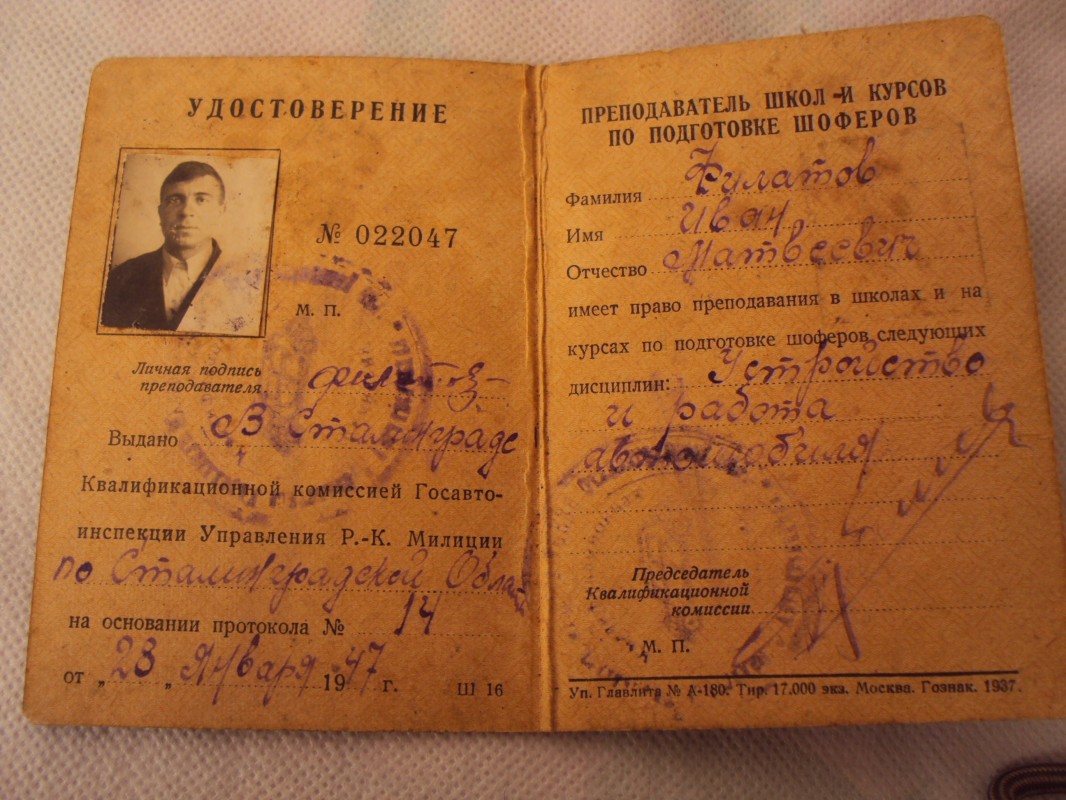 УДОСТОВЕРЕНИЕ
№ 022047
М. П.
Личная подпись
преподавателя Филатов
Выдано в Сталинграде
Квалификационной комиссией Госавто-
инспекции Управления Р.-К. Милиции
по Сталинградской Области
на основании протокола № 14
от „ 23 „ Января 1947 г.
Ш 16
ПРЕПОДАВАТЕЛЬ ШКОЛ И КУРСОВ
ПО ПОДГОТОВКЕ ШОФЕРОВ
Фамилия Филатов
Имя Иван
Отчество Матвеевич
имеет право преподавания в школах и на
курсах по подготовке шоферов следующих
дисциплин: Устройство
и работа
автомобиля
Председатель
Квалификационной
комиссии
М. П.
Уп. Главлита № А-180. Тир. 17.000 экз. Москва. Гознак. 1937.